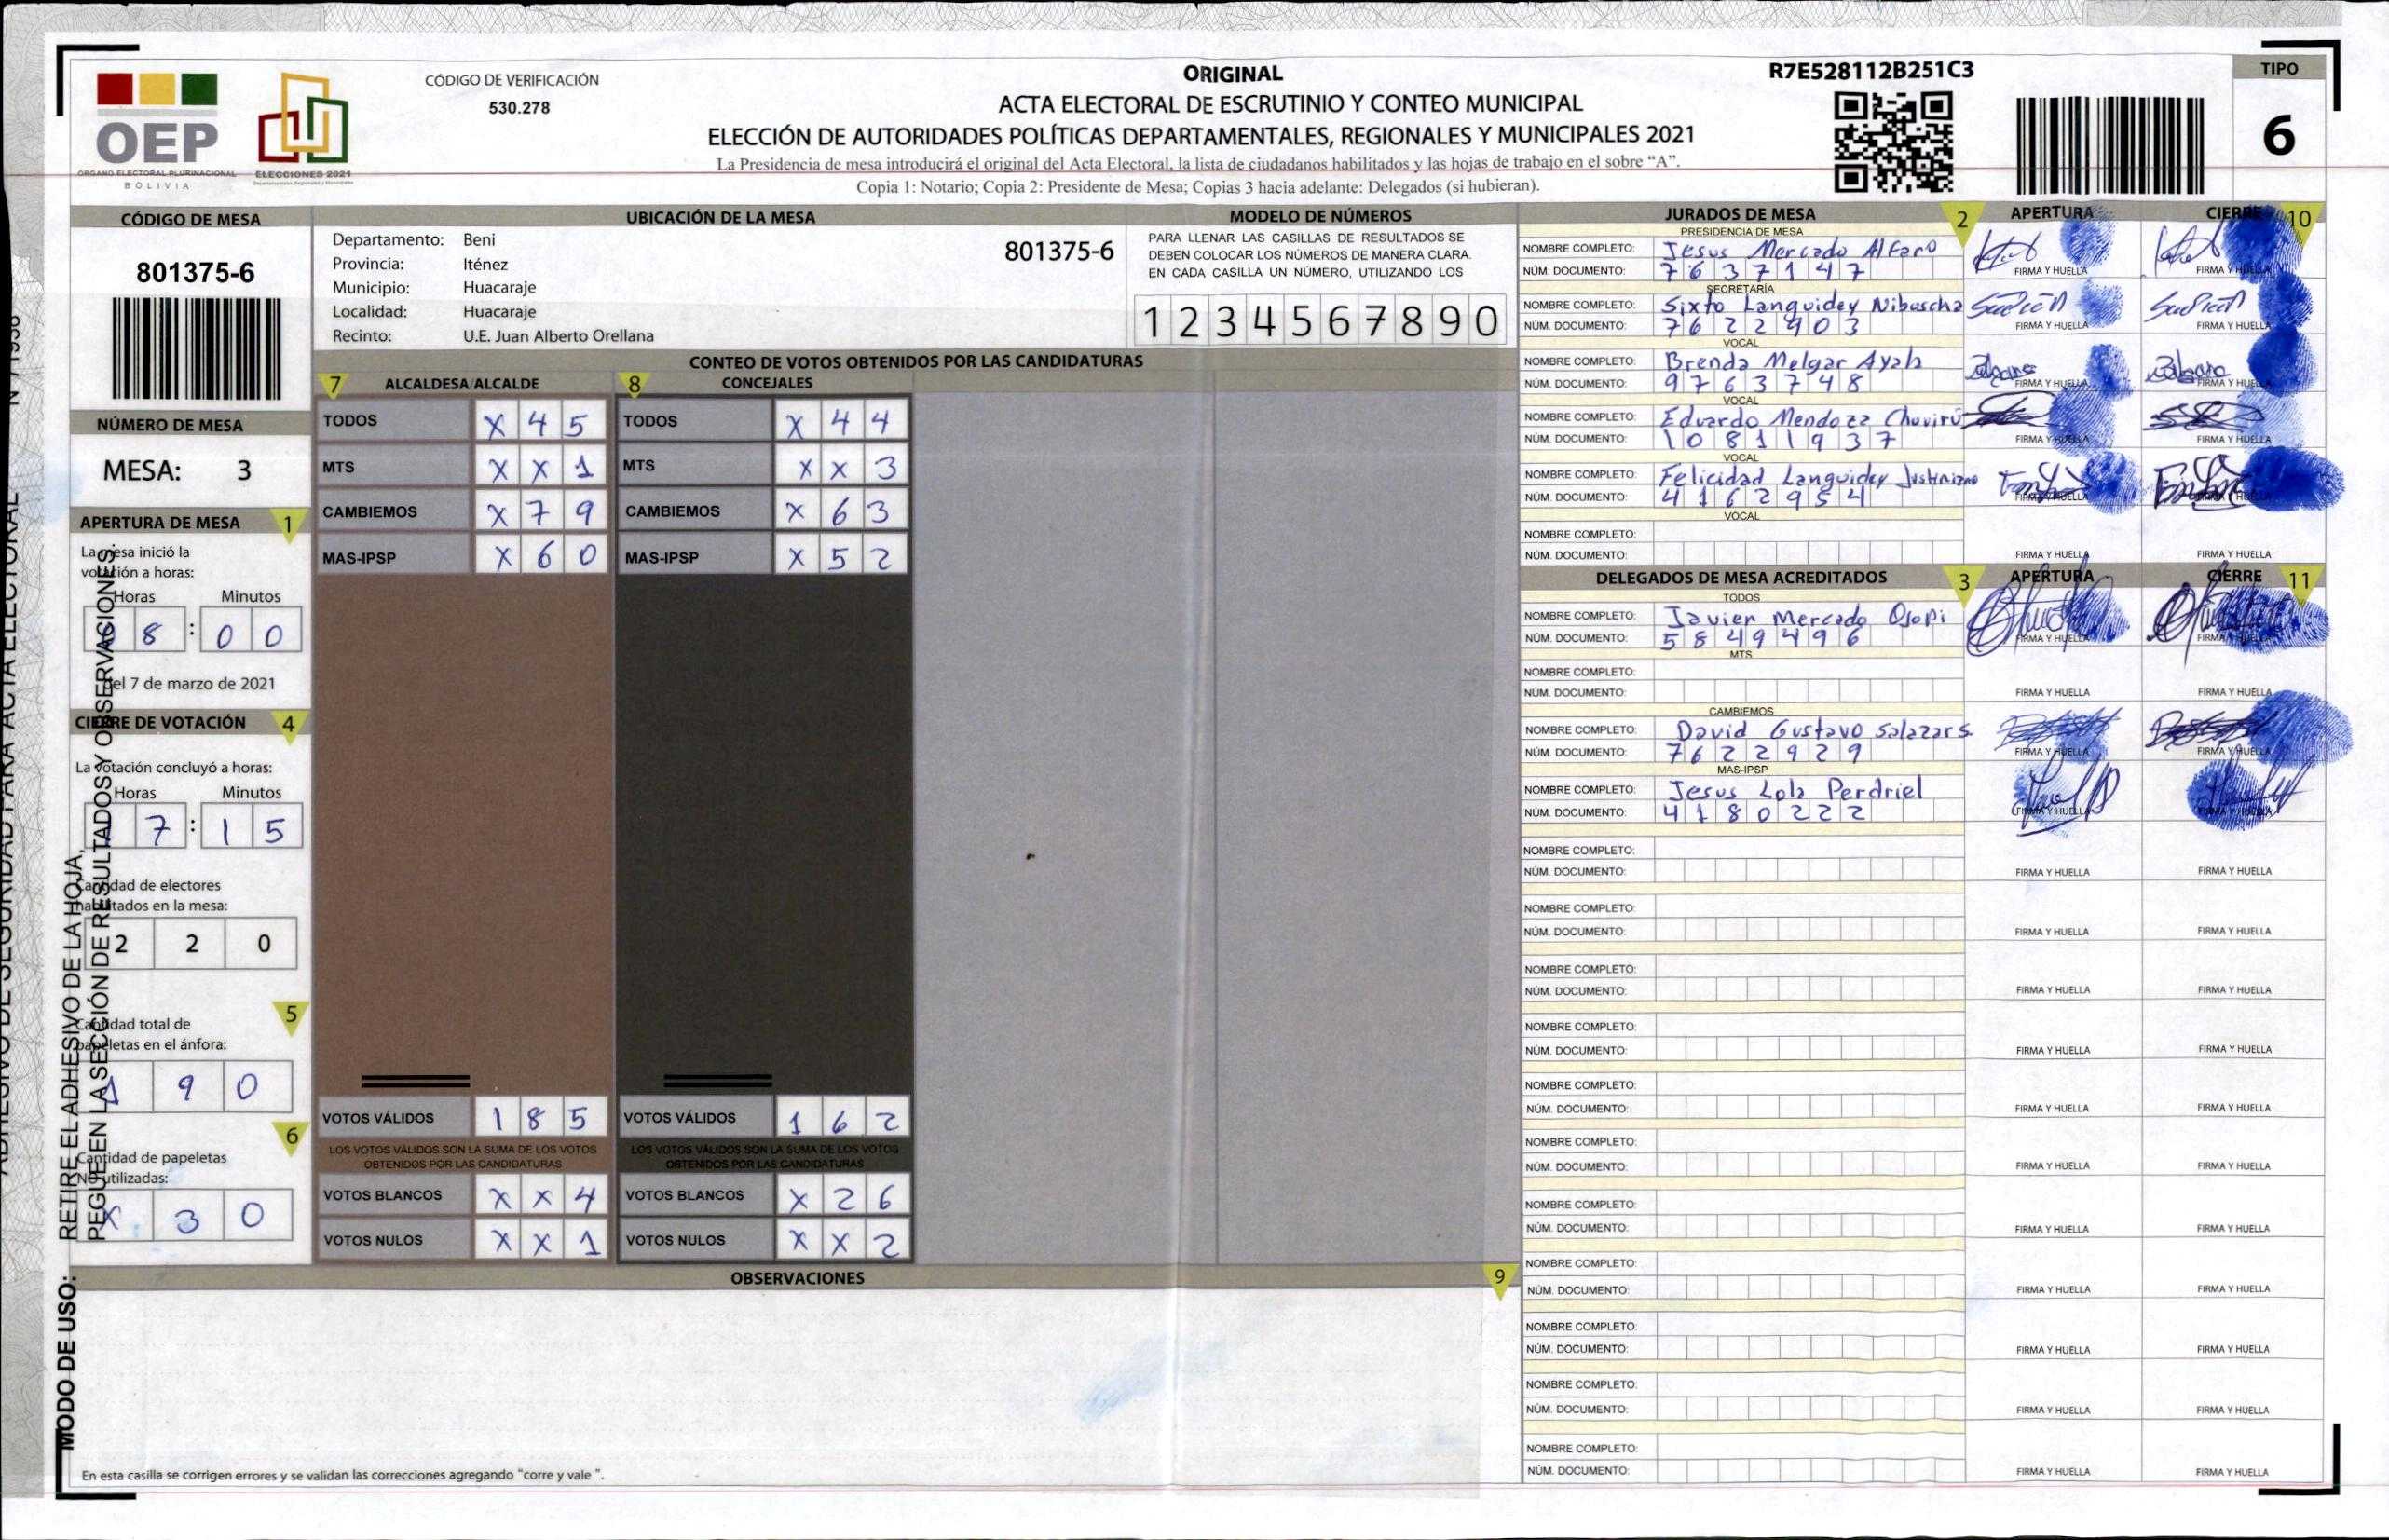 ORIGINAL
ACTA ELECTORAL DE ESCRUTINIO Y CONTEO MUNICIPAL
ELECCIÓN DE AUTORIDADES POLÍTICAS DEPARTAMENTALES, REGIONALES Y MUNICIPALES 2021
La Presidencia de mesa introducirá el original del Acta Electoral, la lista de ciudadanos habilitados y las hojas de trabajo en el sobre “A”.
Copia 1: Notario; Copia 2: Presidente de Mesa; Copias 3 hacia adelante: Delegados (si hubieran).
OEP
ÓRGANO ELECTORAL PLURINACIONAL
BOLIVIA
ELECCIONES 2021
CÓDIGO DE VERIFICACIÓN
530.278
R7E528112B251C3
TIPO
6
CÓDIGO DE MESA
801375-6
NÚMERO DE MESA
MESA: 3
APERTURA DE MESA 1
La mesa inició la
votación a horas:
Horas Minutos
0 8 : 0 0
del 7 de marzo de 2021
CIERRE DE VOTACIÓN 4
La votación concluyó a horas:
Horas Minutos
1 7 : 1 5
Cantidad de electores
habilitados en la mesa:
2 2 0
5
Cantidad total de
papeletas en el ánfora:
1 9 0
6
Cantidad de papeletas
No utilizadas:
X 3 0
MODO DE USO:
RETIRE EL ADHESIVO DE LA HOJA,
PEGUE EN LA SECCIÓN DE RESULTADOS Y OBSERVACIONES.
UBICACIÓN DE LA MESA
Departamento: Beni
Provincia: Iténez
Municipio: Huacaraje
Localidad: Huacaraje
Recinto: U.E. Juan Alberto Orellana
801375-6
MODELO DE NÚMEROS
PARA LLENAR LAS CASILLAS DE RESULTADOS SE
DEBEN COLOCAR LOS NÚMEROS DE MANERA CLARA.
EN CADA CASILLA UN NÚMERO, UTILIZANDO LOS
1 2 3 4 5 6 7 8 9 0
CONTEO DE VOTOS OBTENIDOS POR LAS CANDIDATURAS
7 ALCALDESA/ALCALDE
TODOS X 4 5
MTS X X 1
CAMBIEMOS X 7 9
MAS-IPSP X 6 0
VOTOS VÁLIDOS 1 8 5
LOS VOTOS VÁLIDOS SON LA SUMA DE LOS VOTOS
OBTENIDOS POR LAS CANDIDATURAS
VOTOS BLANCOS X X 4
VOTOS NULOS X X 1
8 CONCEJALES
TODOS X 4 4
MTS X X 3
CAMBIEMOS X 6 3
MAS-IPSP X 5 2
VOTOS VÁLIDOS 1 6 2
LOS VOTOS VÁLIDOS SON LA SUMA DE LOS VOTOS
OBTENIDOS POR LAS CANDIDATURAS
VOTOS BLANCOS X 2 6
VOTOS NULOS X X 2
OBSERVACIONES 9
En esta casilla se corrigen errores y se validan las correcciones agregando “corre y vale ”.
JURADOS DE MESA 2 APERTURA CIERRE 10
PRESIDENCIA DE MESA
NOMBRE COMPLETO: Jesus Mercado Alfaro
NÚM. DOCUMENTO: 7637147 FIRMA Y HUELLA FIRMA Y HUELLA
SECRETARÍA
NOMBRE COMPLETO: Sixto Languidey Niboscha
NÚM. DOCUMENTO: 7622903 FIRMA Y HUELLA FIRMA Y HUELLA
VOCAL
NOMBRE COMPLETO: Brenda Melgar Ayala
NÚM. DOCUMENTO: 9763748 FIRMA Y HUELLA FIRMA Y HUELLA
VOCAL
NOMBRE COMPLETO: Eduardo Mendoza Chuvirú
NÚM. DOCUMENTO: 10811937 FIRMA Y HUELLA FIRMA Y HUELLA
VOCAL
NOMBRE COMPLETO: Felicidad Languidey Justiniano
NÚM. DOCUMENTO: 4162954 FIRMA Y HUELLA FIRMA Y HUELLA
VOCAL
NOMBRE COMPLETO:
NÚM. DOCUMENTO: FIRMA Y HUELLA FIRMA Y HUELLA
DELEGADOS DE MESA ACREDITADOS 3 APERTURA CIERRE 11
TODOS
NOMBRE COMPLETO: Javier Mercado Ojopi
NÚM. DOCUMENTO: 5849496 FIRMA Y HUELLA FIRMA Y HUELLA
MTS
NOMBRE COMPLETO:
NÚM. DOCUMENTO: FIRMA Y HUELLA FIRMA Y HUELLA
CAMBIEMOS
NOMBRE COMPLETO: David Gustavo Salazar S.
NÚM. DOCUMENTO: 7622929 FIRMA Y HUELLA FIRMA Y HUELLA
MAS-IPSP
NOMBRE COMPLETO: Jesus Lola Perdriel
NÚM. DOCUMENTO: 4180222 FIRMA Y HUELLA FIRMA Y HUELLA
NOMBRE COMPLETO:
NÚM. DOCUMENTO: FIRMA Y HUELLA FIRMA Y HUELLA
NOMBRE COMPLETO:
NÚM. DOCUMENTO: FIRMA Y HUELLA FIRMA Y HUELLA
NOMBRE COMPLETO:
NÚM. DOCUMENTO: FIRMA Y HUELLA FIRMA Y HUELLA
NOMBRE COMPLETO:
NÚM. DOCUMENTO: FIRMA Y HUELLA FIRMA Y HUELLA
NOMBRE COMPLETO:
NÚM. DOCUMENTO: FIRMA Y HUELLA FIRMA Y HUELLA
NOMBRE COMPLETO:
NÚM. DOCUMENTO: FIRMA Y HUELLA FIRMA Y HUELLA
NOMBRE COMPLETO:
NÚM. DOCUMENTO: FIRMA Y HUELLA FIRMA Y HUELLA
NOMBRE COMPLETO:
NÚM. DOCUMENTO: FIRMA Y HUELLA FIRMA Y HUELLA
NOMBRE COMPLETO:
NÚM. DOCUMENTO: FIRMA Y HUELLA FIRMA Y HUELLA
NOMBRE COMPLETO:
NÚM. DOCUMENTO: FIRMA Y HUELLA FIRMA Y HUELLA
NOMBRE COMPLETO:
NÚM. DOCUMENTO: FIRMA Y HUELLA FIRMA Y HUELLA